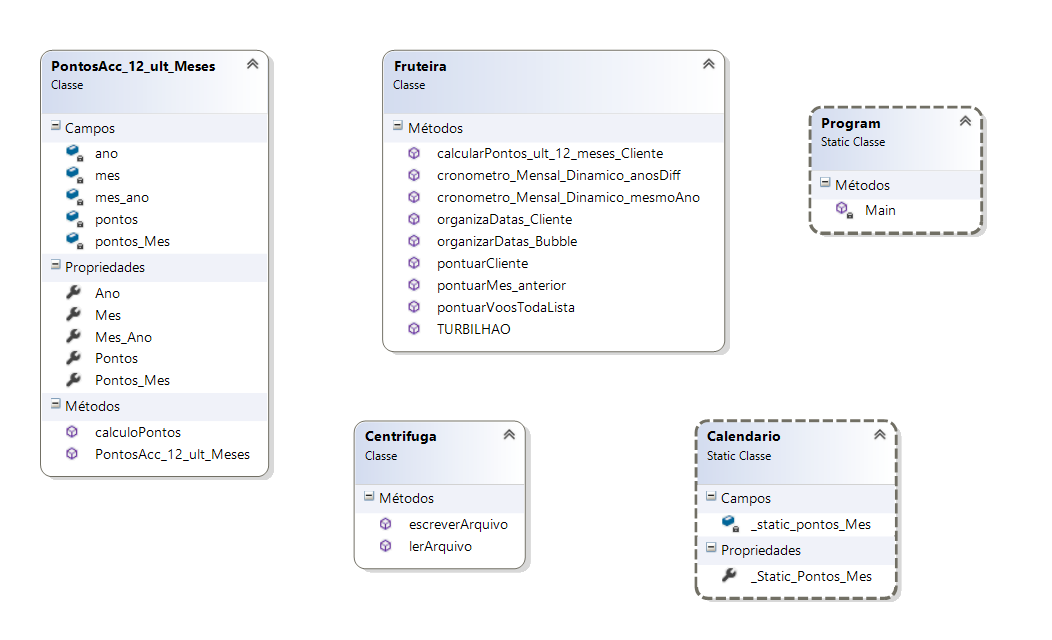 PontosAcc_12_ult_Meses
Classe
Campos
ano
mes
mes_ano
pontos
pontos_Mes
Propriedades
Ano
Mes
Mes_Ano
Pontos
Pontos_Mes
Métodos
calculoPontos
PontosAcc_12_ult_Meses
Fruteira
Classe
Métodos
calcularPontos_ult_12_meses_Cliente
cronometro_Mensal_Dinamico_anosDiff
cronometro_Mensal_Dinamico_mesmoAno
organizaDatas_Cliente
organizarDatas_Bubble
pontuarCliente
pontuarMes_anterior
pontuarVoosTodaLista
TURBILHAO
Program
Static Classe
Métodos
Main
Centrifuga
Classe
Métodos
escreverArquivo
lerArquivo
Calendario
Static Classe
Campos
_static_pontos_Mes
Propriedades
_Static_Pontos_Mes